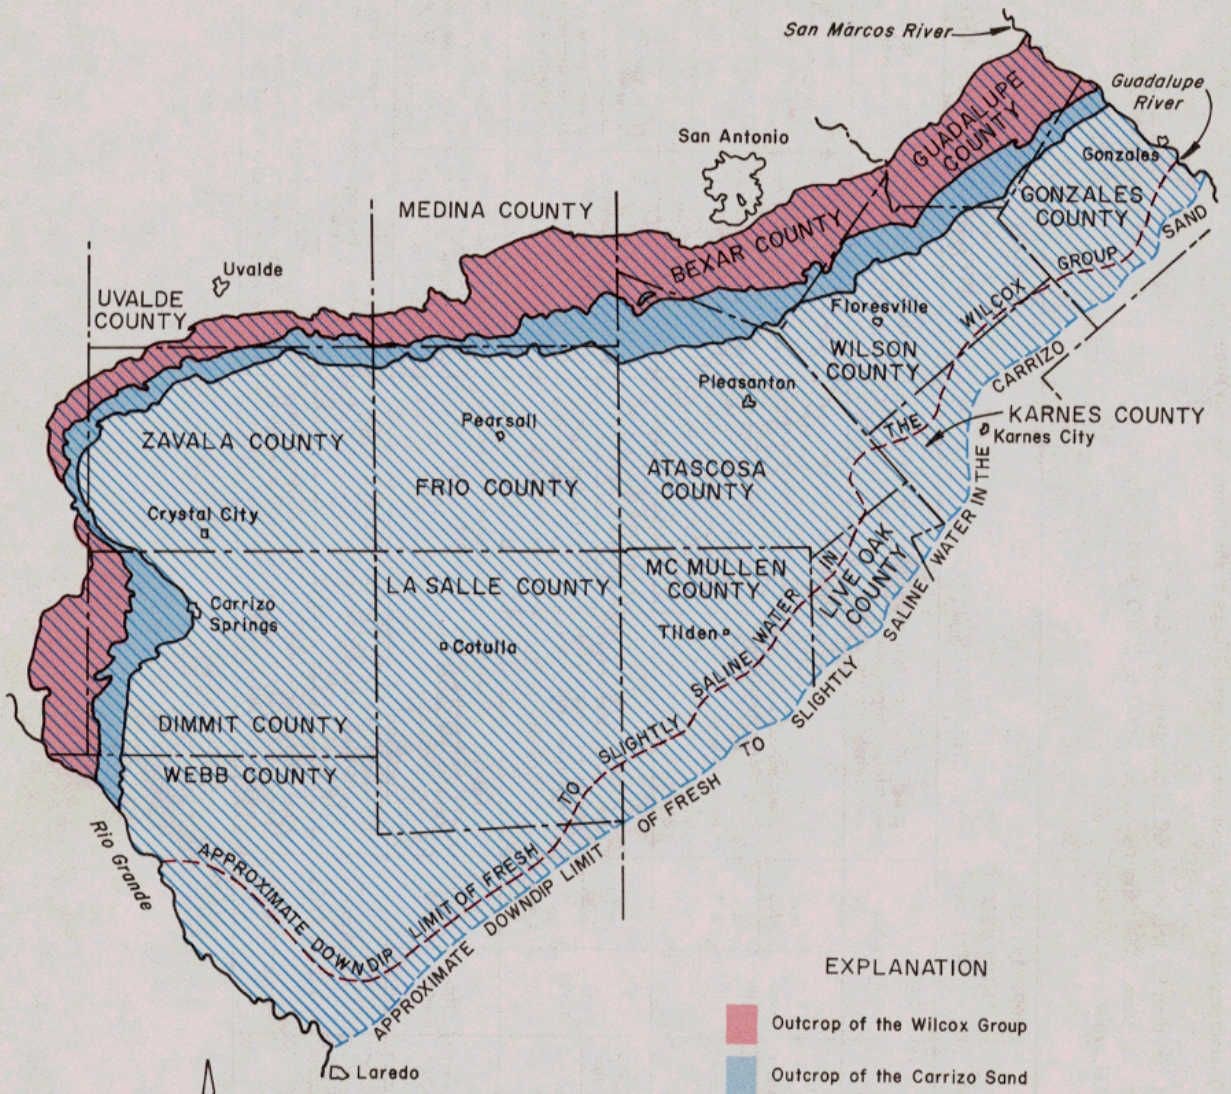 San Marcos River
Guadalupe
River
San Antonio
GUADALUPE
COUNTY
Gonzales
MEDINA COUNTY
GONZALES
COUNTY
BEXAR COUNTY
Uvalde
UVALDE
COUNTY
Floresville
WILSON
COUNTY
Pleasanton
KARNES COUNTY
Karnes City
Pearsall
ZAVALA COUNTY
FRIO COUNTY
ATASCOSA
COUNTY
Crystal City
LA SALLE COUNTY
MC MULLEN
COUNTY
LIVE OAK
COUNTY
Carrizo
Springs
Tilden
Cotulla
DIMMIT COUNTY
WEBB COUNTY
Rio Grande
APPROXIMATE DOWNDIP LIMIT OF FRESH TO SLIGHTLY SALINE WATER IN THE WILCOX GROUP
APPROXIMATE DOWNDIP LIMIT OF FRESH TO SLIGHTLY SALINE WATER IN THE CARRIZO SAND
Laredo
EXPLANATION
Outcrop of the Wilcox Group
Outcrop of the Carrizo Sand